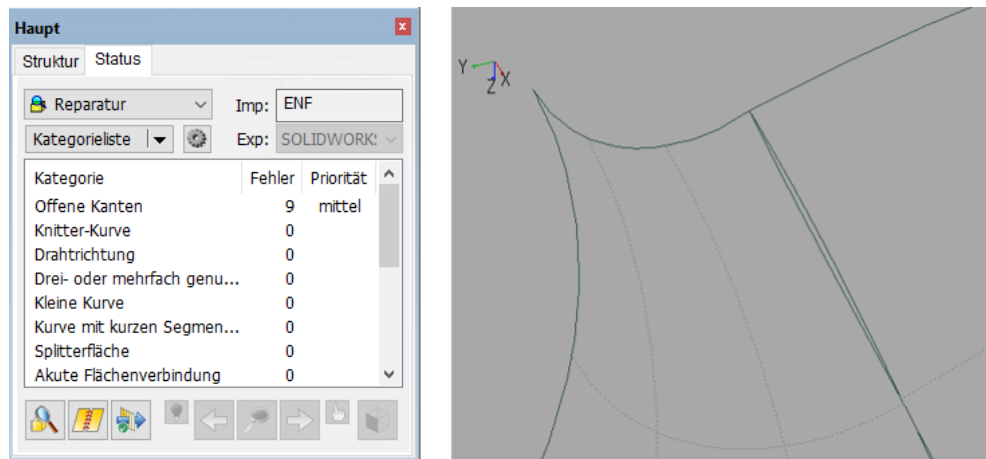 Haupt
Struktur Status
Reparatur Imp: ENF
Kategorieliste Exp: SOLIDWORK:
Kategorie Fehler Priorität
Offene Kanten 9 mittel
Knitter-Kurve 0
Drahtrichtung 0
Drei- oder mehrfach genu... 0
Kleine Kurve 0
Kurve mit kurzen Segmen... 0
Splitterfläche 0
Akute Flächenverbindung 0
Y X
Z